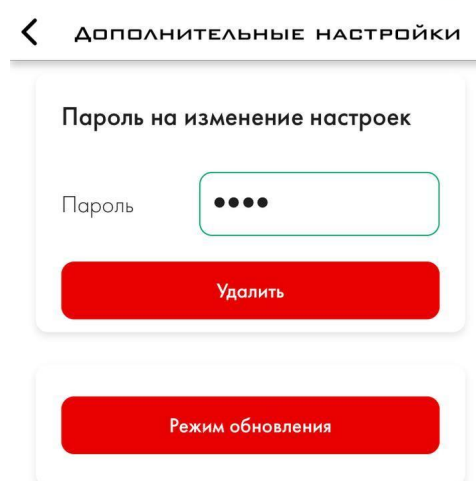 Дополнительные настройки
Пароль на изменение настроек
Пароль ••••
Удалить
Режим обновления